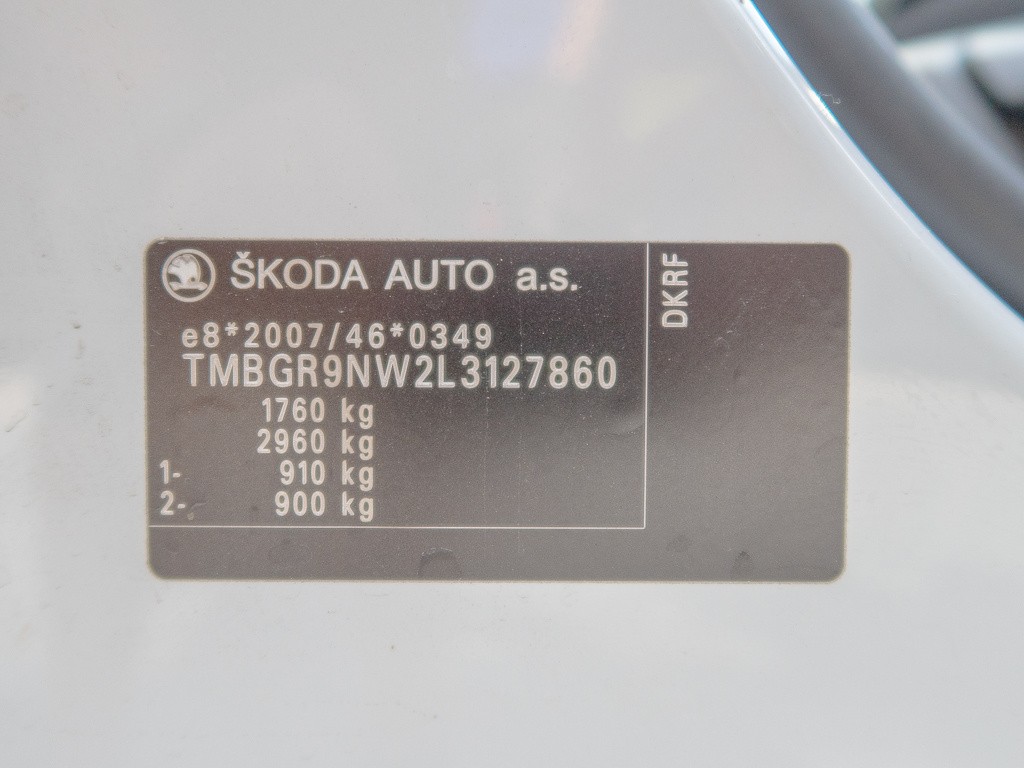 ŠKODA AUTO a.s.
e8*2007/46*0349
TMBGR9NW2L3127860
1760 kg
2960 kg
1- 910 kg
2- 900 kg
DKRF